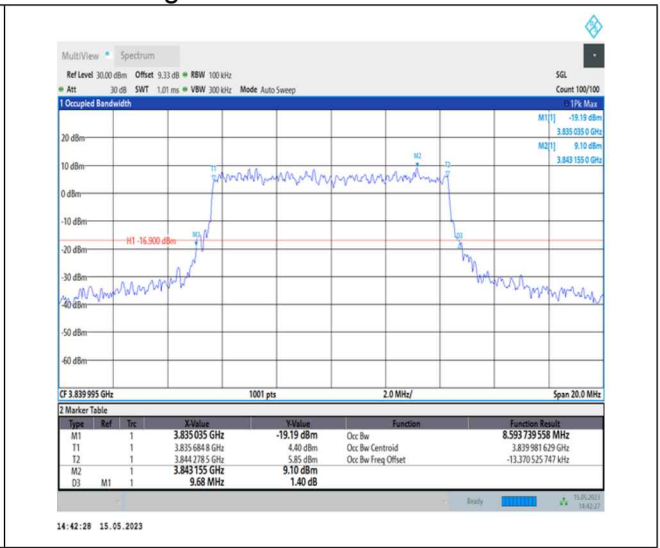 MultiView Spectrum
Ref Level 30.00 dBm Offset 9.33 dB RBW 100 kHz SGL
Att 30 dB SWT 1.01 ms VBW 300 kHz Mode Auto Sweep Count 100/100
1 Occupied Bandwidth 1Pk Max
M1[1] -19.19 dBm
3.835 035 0 GHz
M2[1] 9.10 dBm
3.843 155 0 GHz
20 dBm
M2
T1 T2
10 dBm
0 dBm
-10 dBm
H1 -16.900 dBm
D3
-20 dBm
-30 dBm
-40 dBm
-50 dBm
-60 dBm
CF 3.839 995 GHz 1001 pts 2.0 MHz/ Span 20.0 MHz
2 Marker Table
Type Ref Trc X-Value Y-Value Function Function Result
M1 1 3.835 035 GHz -19.19 dBm Occ Bw 8.593 739 558 MHz
T1 1 3.835 684 8 GHz 4.40 dBm Occ Bw Centroid 3.839 981 629 GHz
T2 1 3.844 278 5 GHz 5.85 dBm Occ Bw Freq Offset -13.370 525 747 kHz
M2 1 3.843 155 GHz 9.10 dBm
D3 M1 1 9.68 MHz 1.40 dB
Ready 15.05.2023
14:42:27
14:42:28 15.05.2023